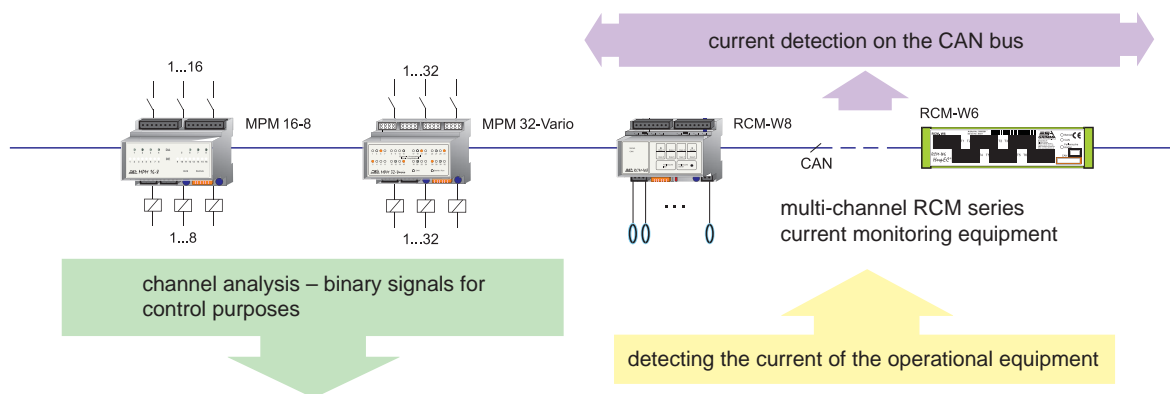 current detection on the CAN bus
1...16
1...32
MPM 16-8
MPM 32-Vario
RCM-W8
RCM-W6
CAN
...
1...8
1...32
multi-channel RCM series
current monitoring equipment
channel analysis – binary signals for
control purposes
detecting the current of the operational equipment